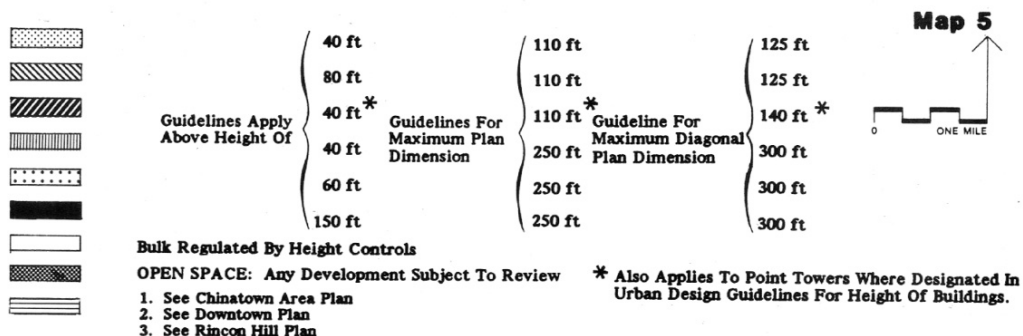 Map 5
40 ft 110 ft 125 ft
80 ft 110 ft 125 ft
Guidelines Apply Above Height Of 40 ft* Guidelines For Maximum Plan Dimension 110 ft* Guideline For Maximum Diagonal Plan Dimension 140 ft*
40 ft 250 ft 300 ft
60 ft 250 ft 300 ft
150 ft 250 ft 300 ft
0 ONE MILE
Bulk Regulated By Height Controls
OPEN SPACE: Any Development Subject To Review
1. See Chinatown Area Plan
2. See Downtown Plan
3. See Rincon Hill Plan
* Also Applies To Point Towers Where Designated In
Urban Design Guidelines For Height Of Buildings.